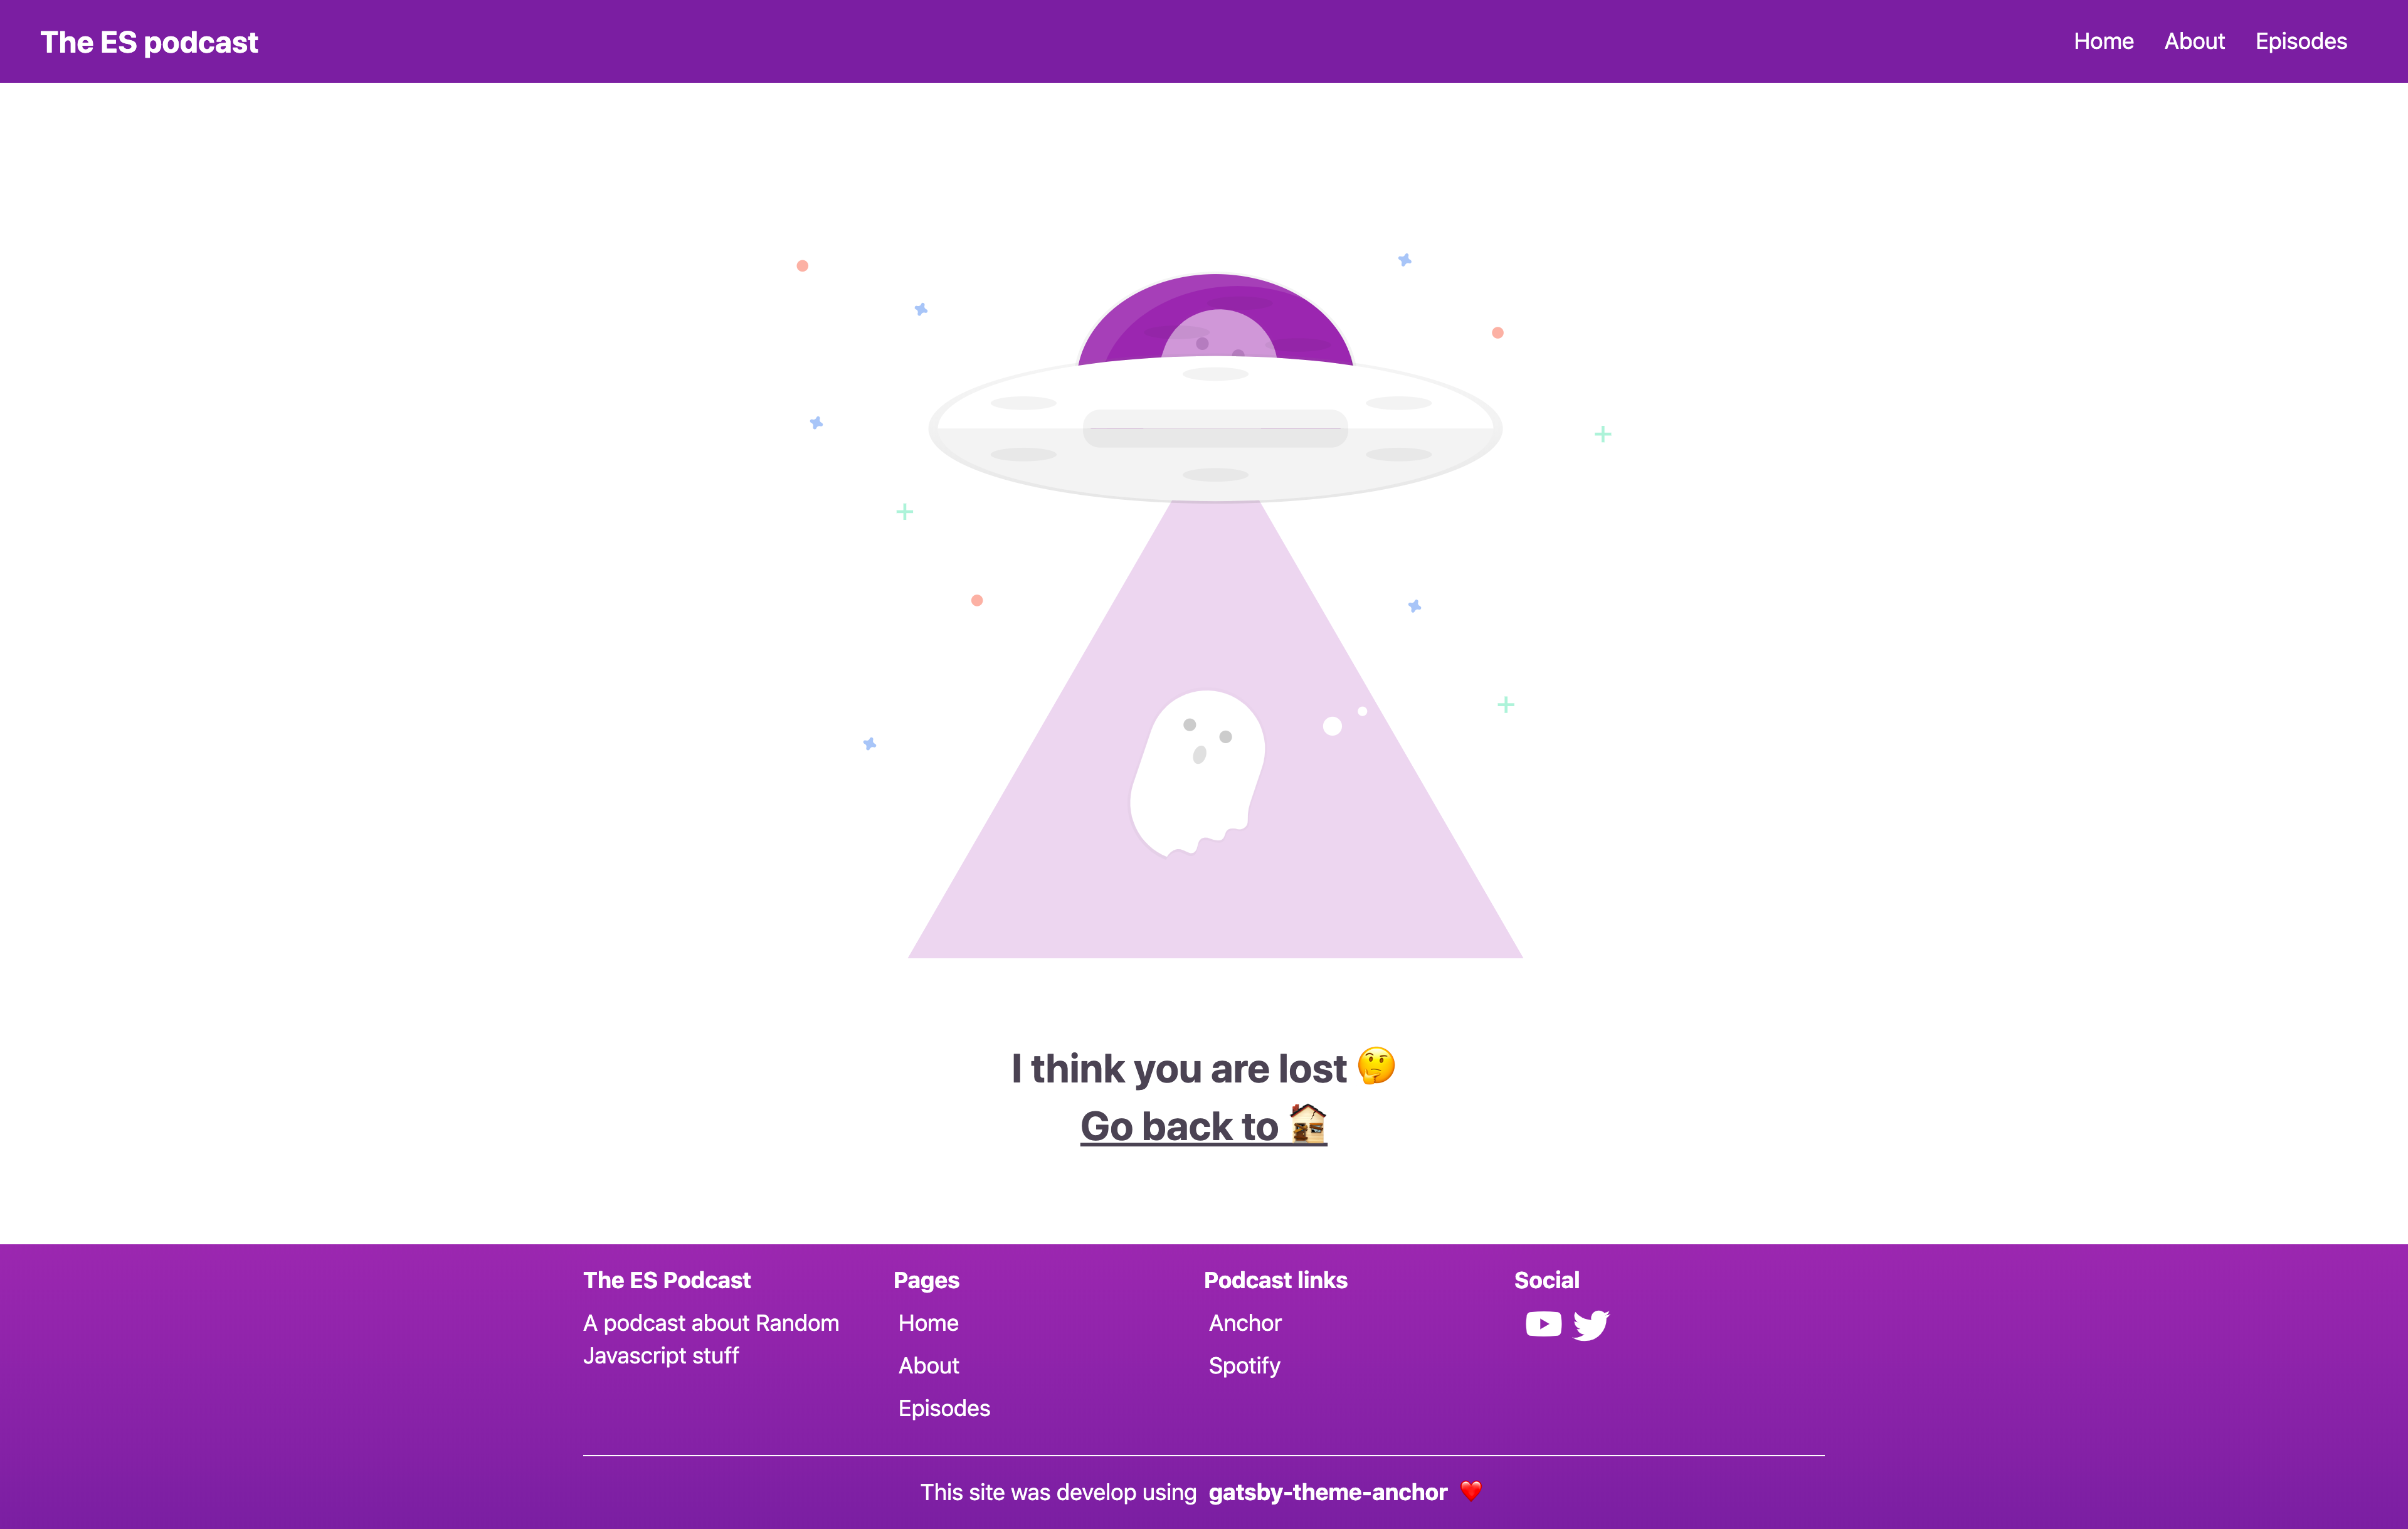 The ES podcast
Home About Episodes
I think you are lost 🤔
Go back to 🏚️
The ES Podcast
A podcast about Random
Javascript stuff
Pages
Home
About
Episodes
Podcast links
Anchor
Spotify
Social
This site was develop using gatsby-theme-anchor ❤️